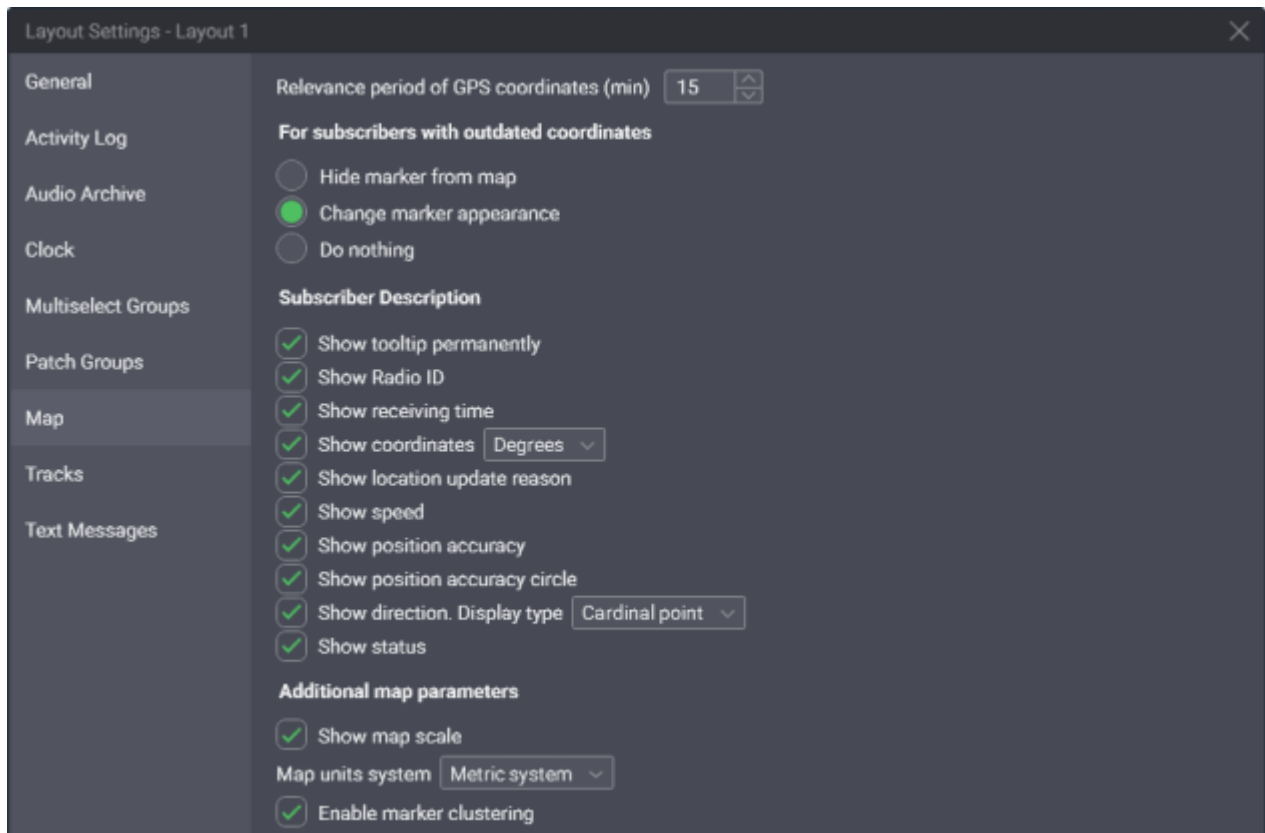 Layout Settings - Layout 1
General
Activity Log
Audio Archive
Clock
Multiselect Groups
Patch Groups
Map
Tracks
Text Messages
Relevance period of GPS coordinates (min) 15
For subscribers with outdated coordinates
Hide marker from map
Change marker appearance
Do nothing
Subscriber Description
Show tooltip permanently
Show Radio ID
Show receiving time
Show coordinates Degrees
Show location update reason
Show speed
Show position accuracy
Show position accuracy circle
Show direction. Display type Cardinal point
Show status
Additional map parameters
Show map scale
Map units system Metric system
Enable marker clustering